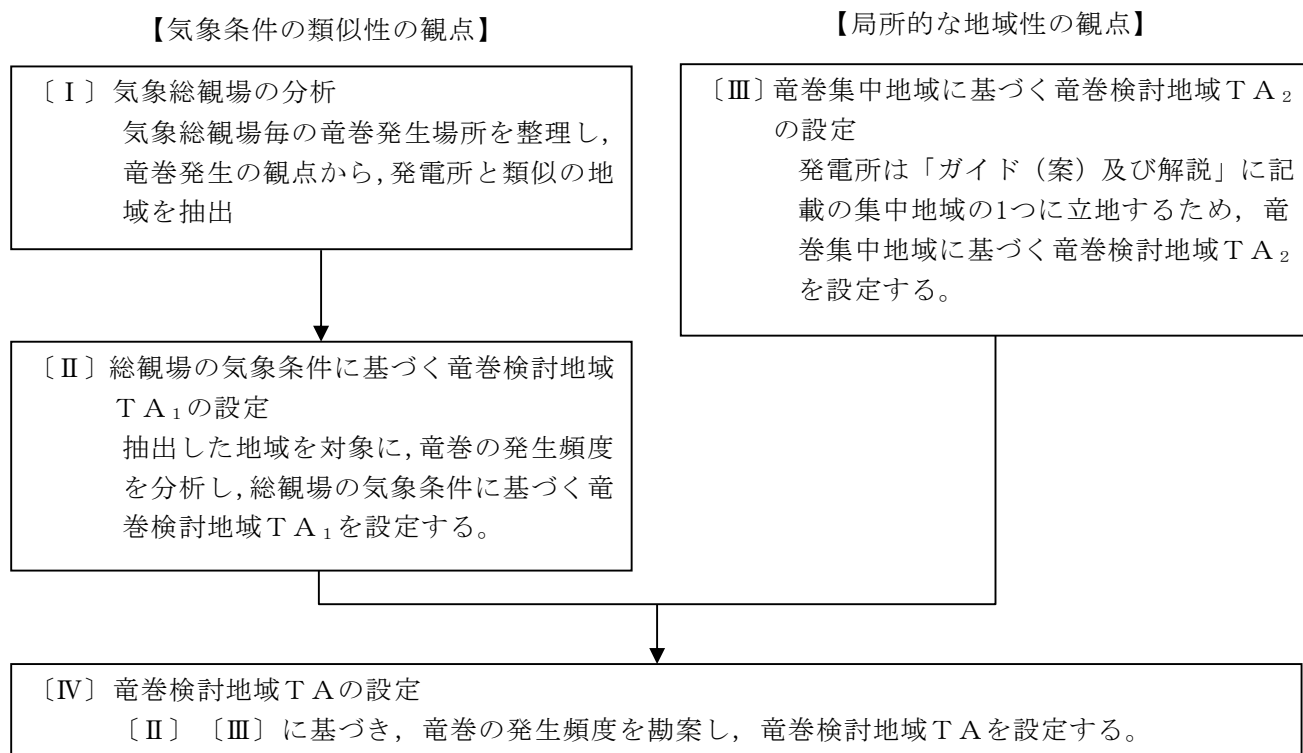 【気象条件の類似性の観点】
〔Ⅰ〕気象総観場の分析
気象総観場毎の竜巻発生場所を整理し,
竜巻発生の観点から,発電所と類似の地
域を抽出
〔Ⅱ〕総観場の気象条件に基づく竜巻検討地域
ＴＡ₁の設定
抽出した地域を対象に,竜巻の発生頻度
を分析し,総観場の気象条件に基づく竜
巻検討地域ＴＡ₁を設定する。
【局所的な地域性の観点】
〔Ⅲ〕竜巻集中地域に基づく竜巻検討地域ＴＡ₂
の設定
発電所は「ガイド（案）及び解説」に記
載の集中地域の1つに立地するため，竜
巻集中地域に基づく竜巻検討地域ＴＡ₂
を設定する。
〔Ⅳ〕竜巻検討地域ＴＡの設定
〔Ⅱ〕〔Ⅲ〕に基づき，竜巻の発生頻度を勘案し，竜巻検討地域ＴＡを設定する。